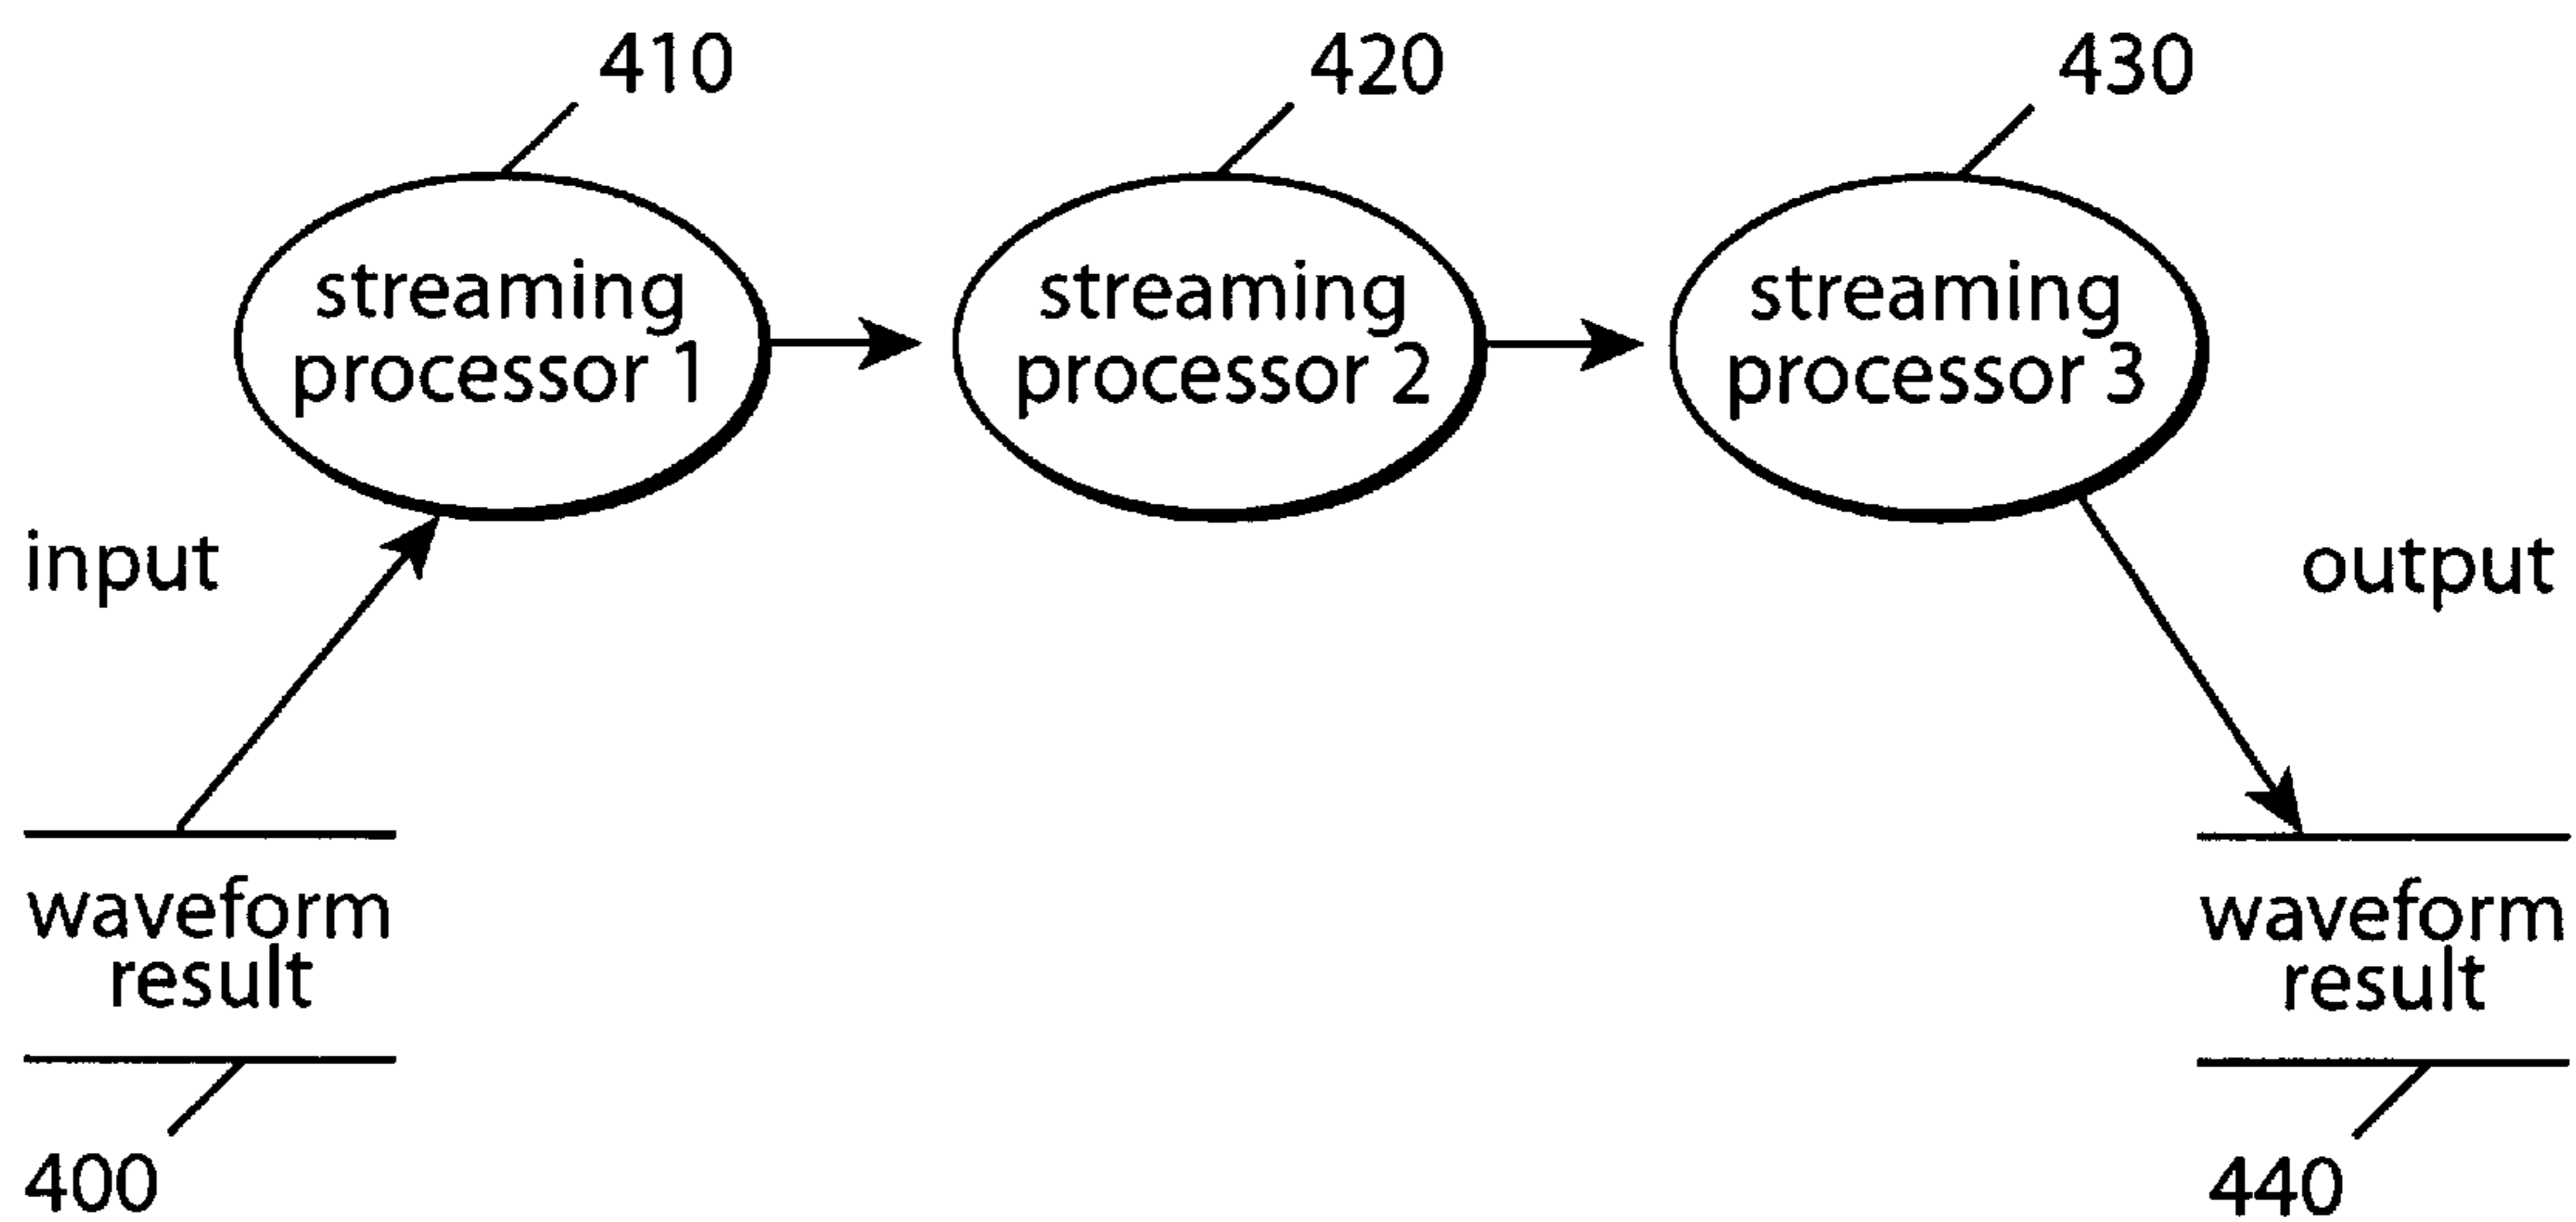 410
420
430
streaming
processor 1
streaming
processor 2
streaming
processor 3
input
output
waveform
result
waveform
result
400
440